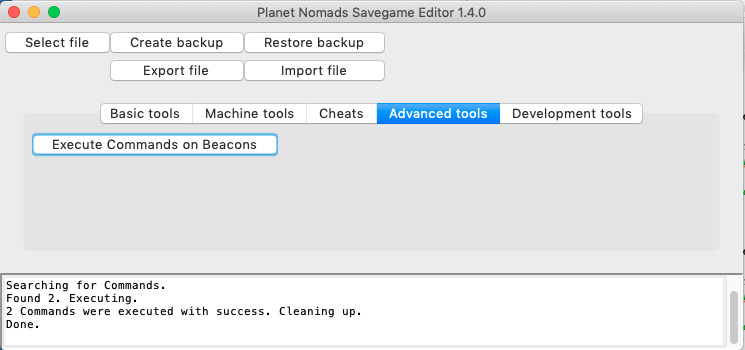 Planet Nomads Savegame Editor 1.4.0
Select file Create backup Restore backup
Export file Import file
Basic tools Machine tools Cheats Advanced tools Development tools
Execute Commands on Beacons
Searching for Commands.
Found 2. Executing.
2 Commands were executed with success. Cleaning up.
Done.